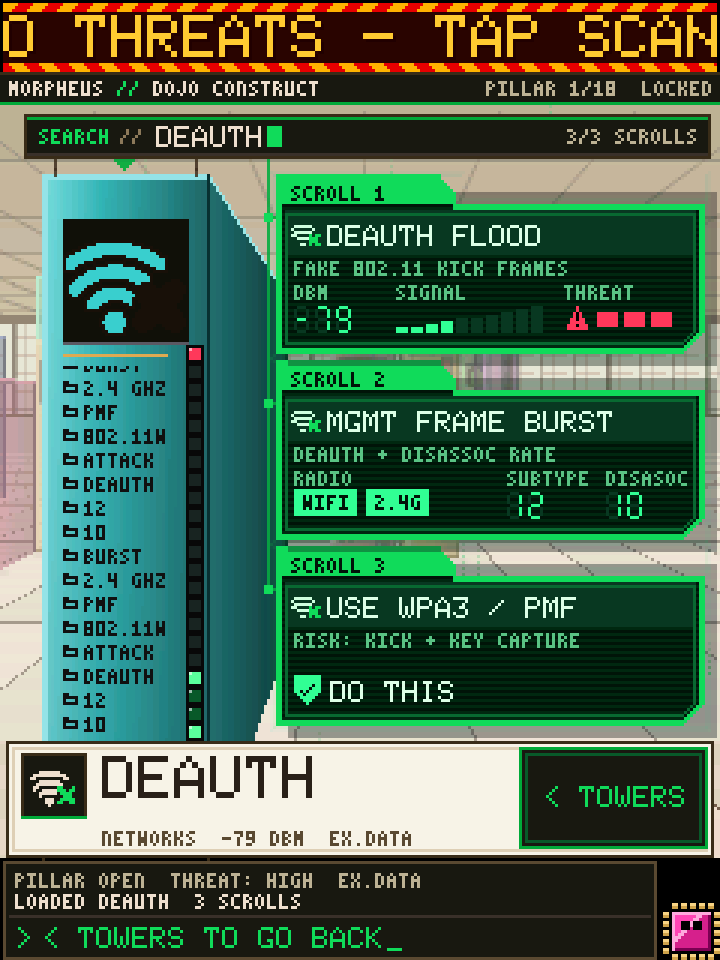 O THREATS - TAP SCAN
MORPHEUS // DOJO CONSTRUCT
PILLAR 1/18 LOCKED
SEARCH // DEAUTH
3/3 SCROLLS
BURST
2.4 GHZ
PMF
802.11W
ATTACK
DEAUTH
12
10
BURST
2.4 GHZ
PMF
802.11W
ATTACK
DEAUTH
12
10
SCROLL 1
DEAUTH FLOOD
FAKE 802.11 KICK FRAMES
DBM SIGNAL THREAT
-79
SCROLL 2
MGMT FRAME BURST
DEAUTH + DISASSOC RATE
RADIO SUBTYPE DISASOC
WIFI 2.4G 12 10
SCROLL 3
USE WPA3 / PMF
RISK: KICK + KEY CAPTURE
DO THIS
DEAUTH
NETWORKS -79 DBM EX.DATA
< TOWERS
PILLAR OPEN THREAT: HIGH EX.DATA
LOADED DEAUTH 3 SCROLLS
> < TOWERS TO GO BACK_